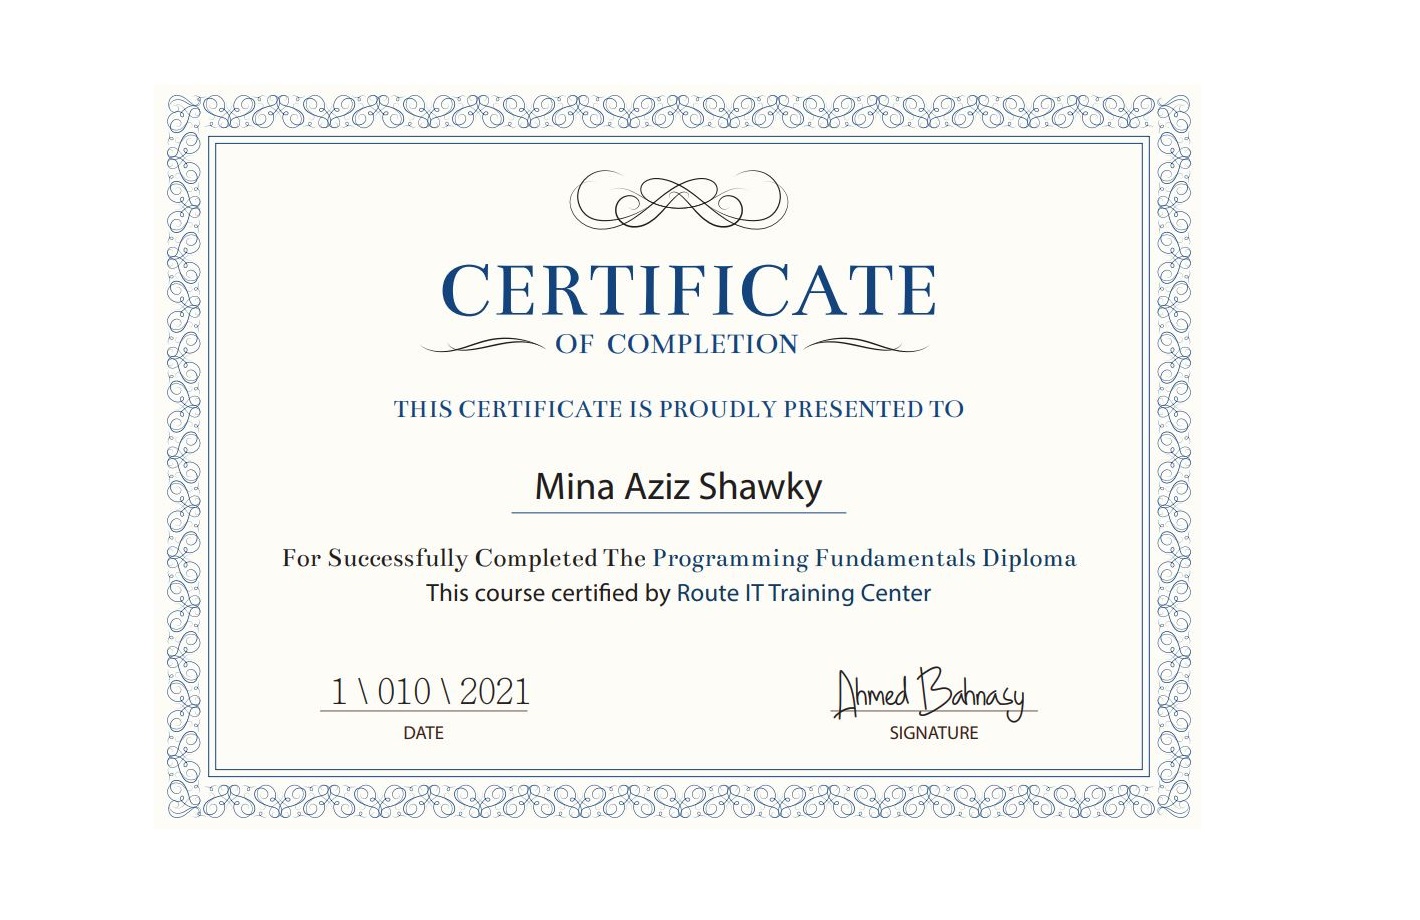 CERTIFICATE
OF COMPLETION
THIS CERTIFICATE IS PROUDLY PRESENTED TO
Mina Aziz Shawky
For Successfully Completed The Programming Fundamentals Diploma
This course certified by Route IT Training Center
1 \ 010 \ 2021
Ahmed Bahnasy
DATE
SIGNATURE